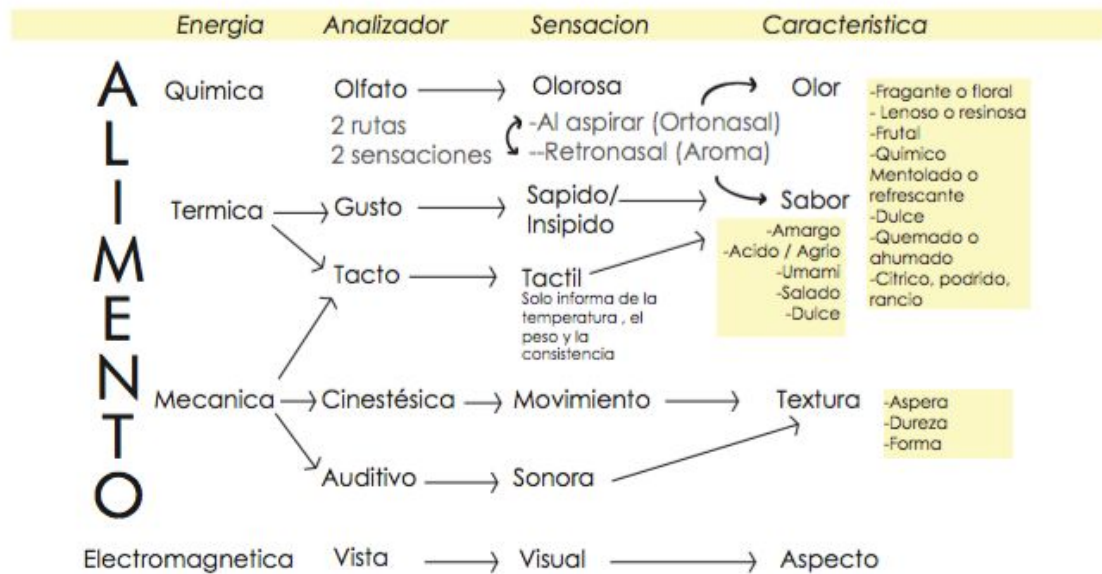 Energia Analizador Sensacion Caracteristica
ALIMENTO
Quimica Olfato Olorosa Olor
2 rutas -Al aspirar (Ortonasal)
2 sensaciones --Retronasal (Aroma)
-Fragante o floral
- Lenoso o resinosa
-Frutal
-Quimico
Mentolado o
refrescante
-Dulce
-Quemado o
ahumado
-Citrico, podrido,
rancio
Termica Gusto Sapido/ Sabor
Insipido
-Amargo
-Acido / Agrio
-Umami
-Salado
-Dulce
Tacto Tactil
Solo informa de la
temperatura , el
peso y la
consistencia
Mecanica Cinestésica Movimiento Textura
-Aspera
-Dureza
-Forma
Auditivo Sonora
Electromagnetica Vista Visual Aspecto